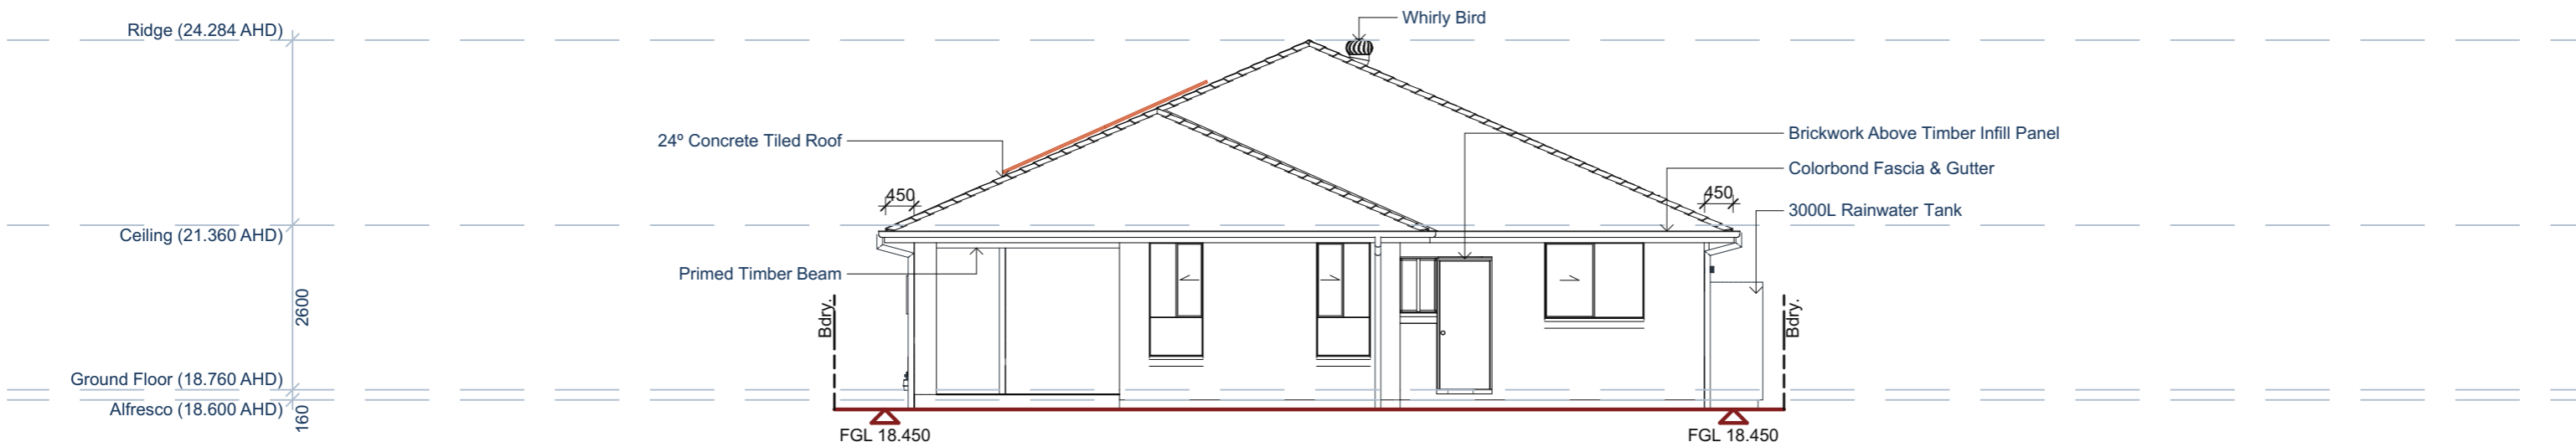 Whirly Bird
Ridge (24.284 AHD)
24º Concrete Tiled Roof
Brickwork Above Timber Infill Panel
Colorbond Fascia & Gutter
450
450
3000L Rainwater Tank
Ceiling (21.360 AHD)
Primed Timber Beam
2600
Bdry.
Bdry.
Ground Floor (18.760 AHD)
Alfresco (18.600 AHD)
160
FGL 18.450
FGL 18.450